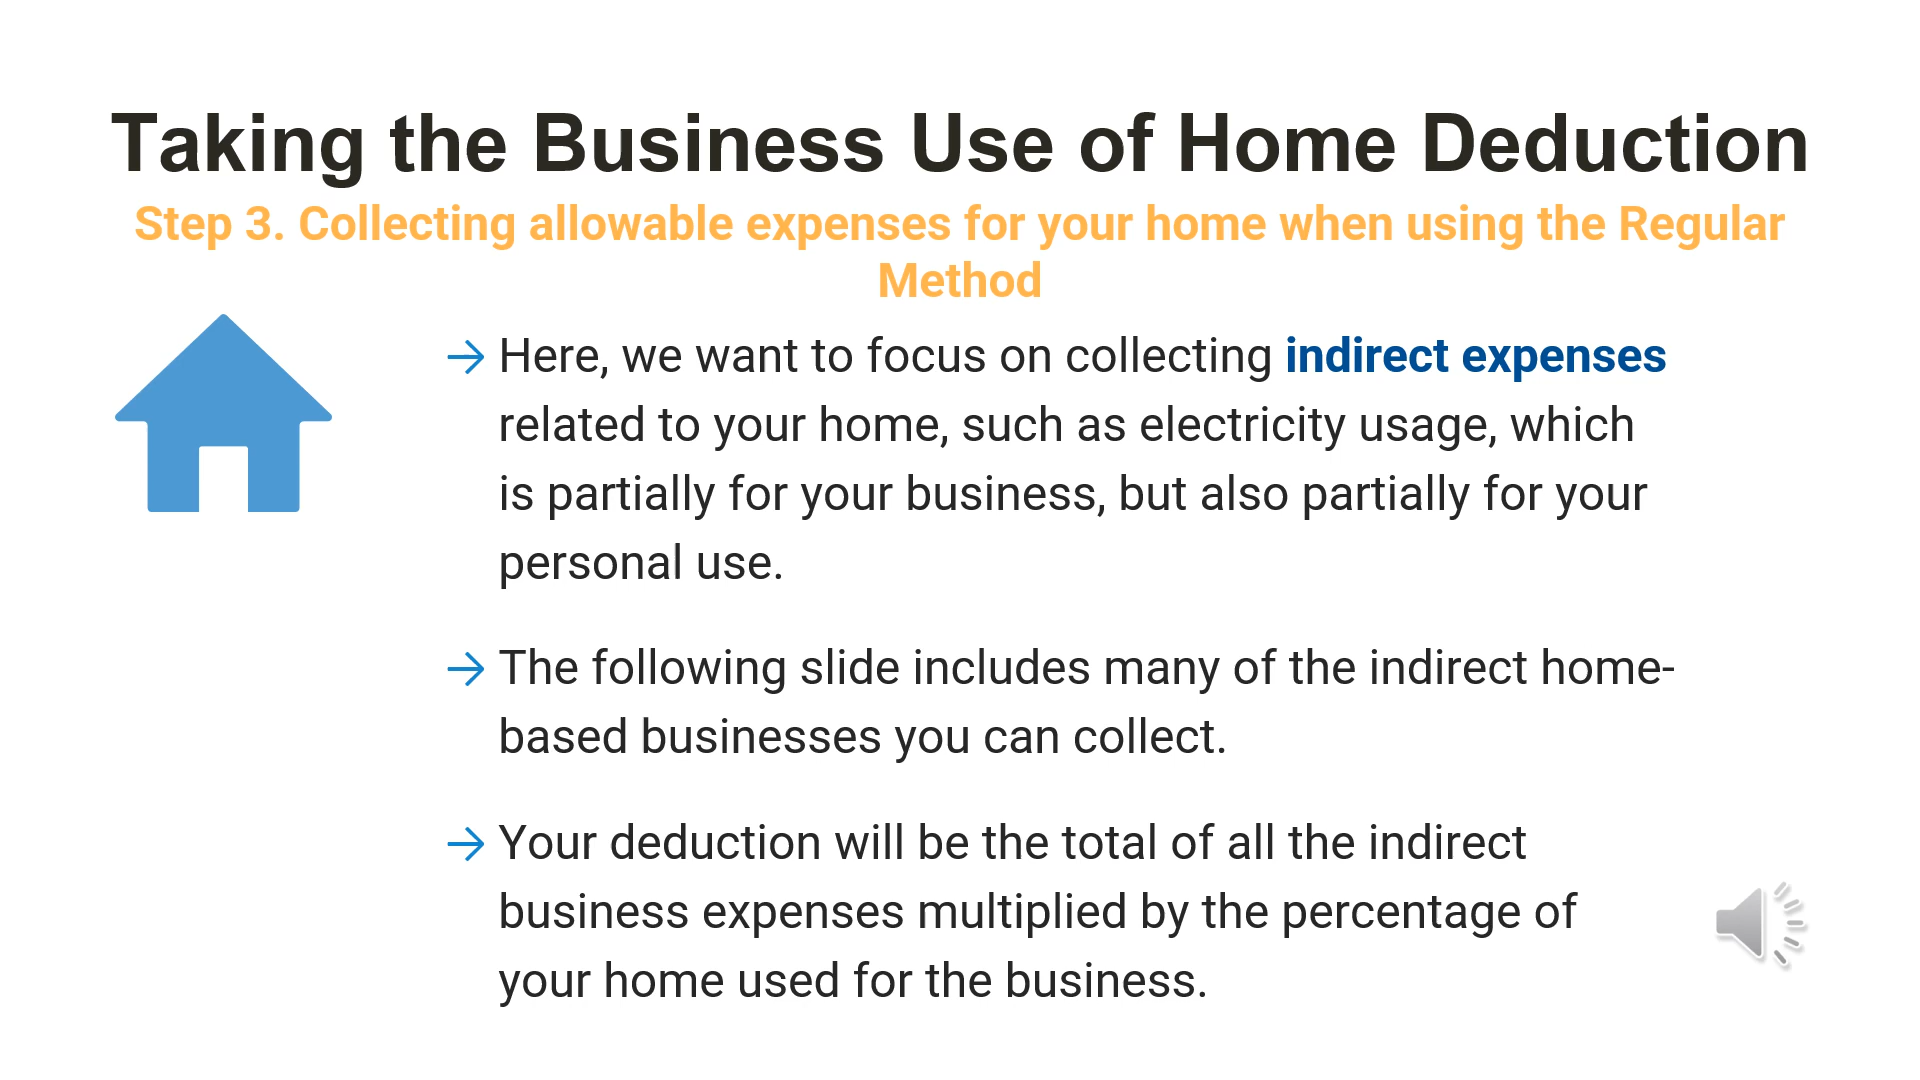 Taking the Business Use of Home Deduction
Step 3. Collecting allowable expenses for your home when using the Regular
Method
→ Here, we want to focus on collecting indirect expenses
related to your home, such as electricity usage, which
is partially for your business, but also partially for your
personal use.
→ The following slide includes many of the indirect home-
based businesses you can collect.
→ Your deduction will be the total of all the indirect
business expenses multiplied by the percentage of
your home used for the business.